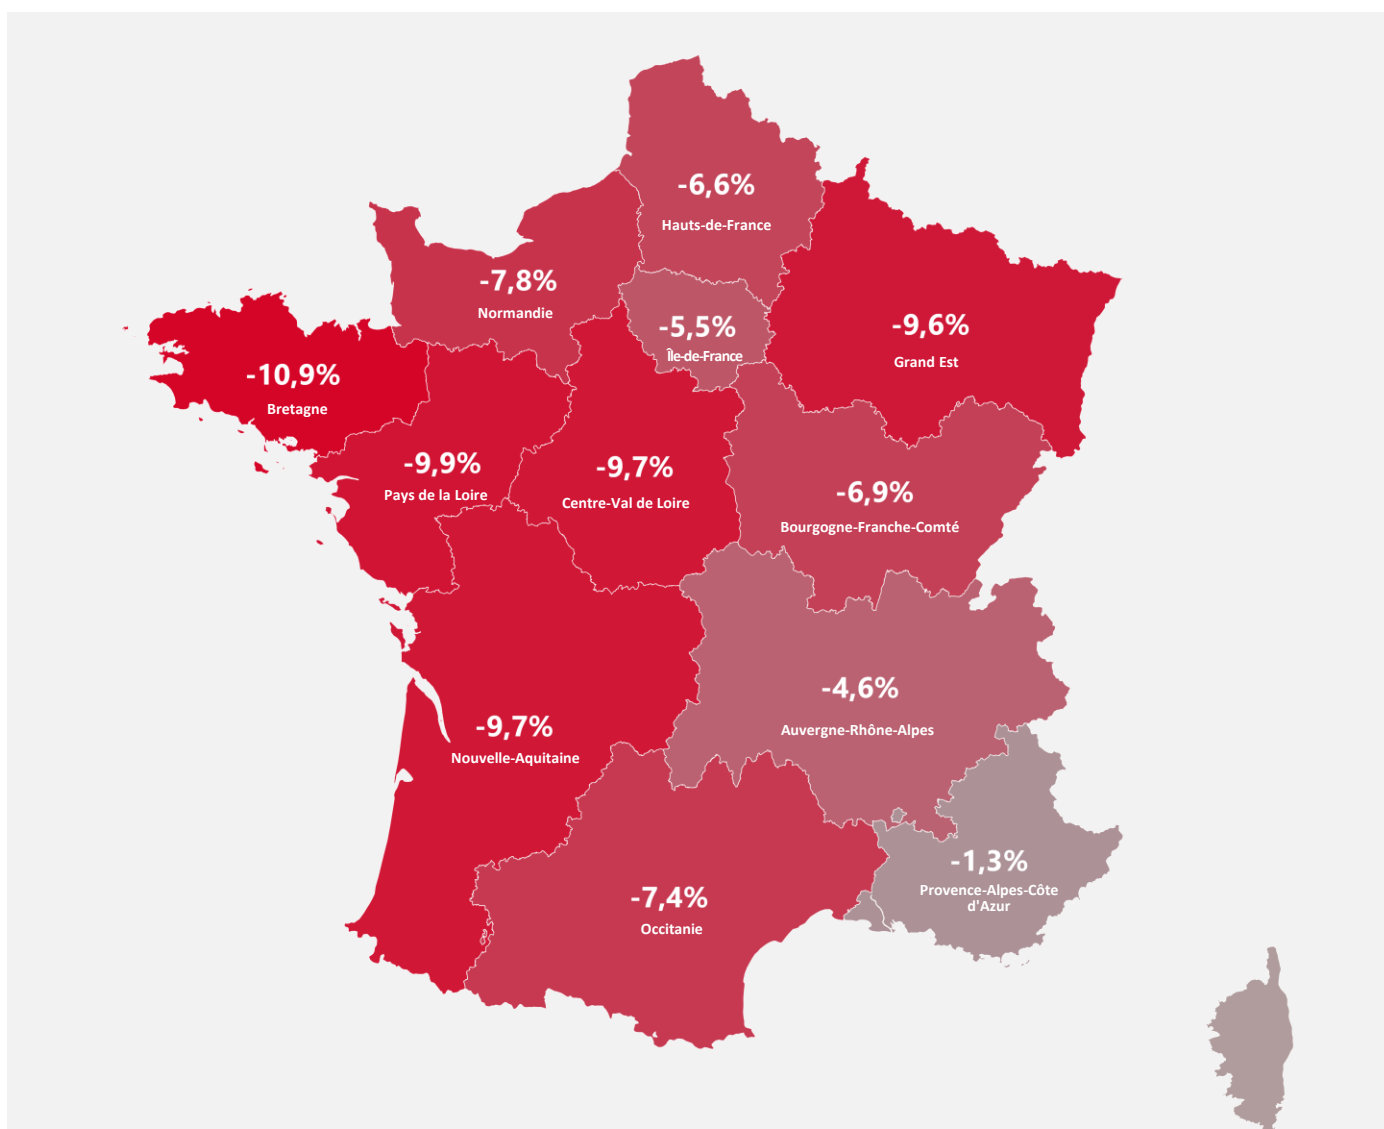 -6,6%
Hauts-de-France
-7,8%
Normandie
-5,5%
Île-de-France
-9,6%
Grand Est
-10,9%
Bretagne
-9,9%
Pays de la Loire
-9,7%
Centre-Val de Loire
-6,9%
Bourgogne-Franche-Comté
-4,6%
Auvergne-Rhône-Alpes
-9,7%
Nouvelle-Aquitaine
-1,3%
Provence-Alpes-Côte
d'Azur
-7,4%
Occitanie